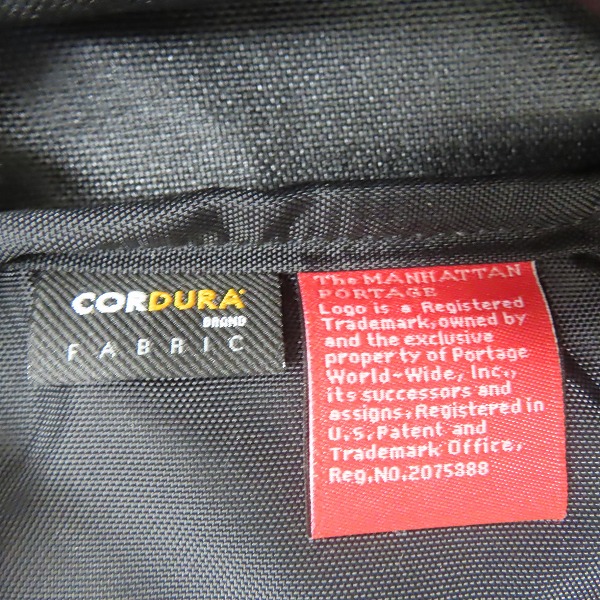 CORDURA
BRAND
FABRIC
The MANHATTAN
PORTAGE
Logo is a Registered
Trademark, owned by
and the exclusive
property of Portage
World-Wide, Inc.,
its successors and
assigns, Registered in
U.S. Patent and
Trademark Office,
Reg.NO.2075888